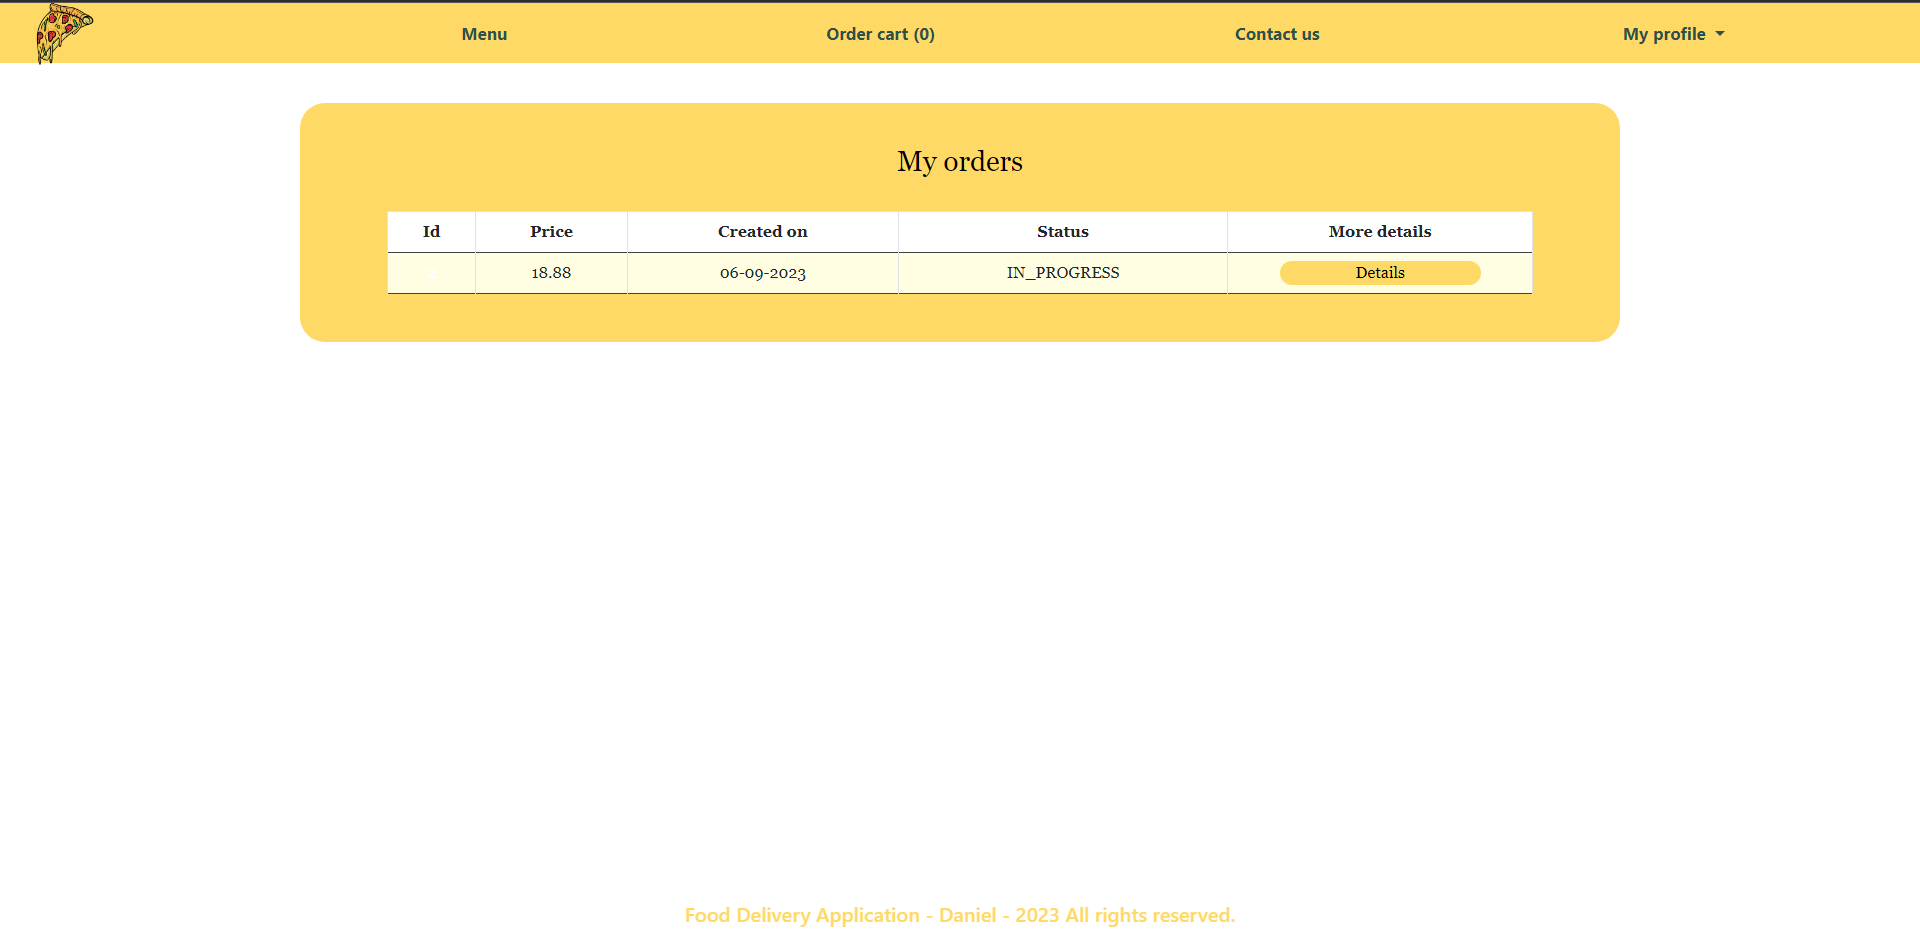 Menu Order cart (0) Contact us My profile
My orders
Id Price Created on Status More details
18.88 06-09-2023 IN_PROGRESS Details
Food Delivery Application - Daniel - 2023 All rights reserved.